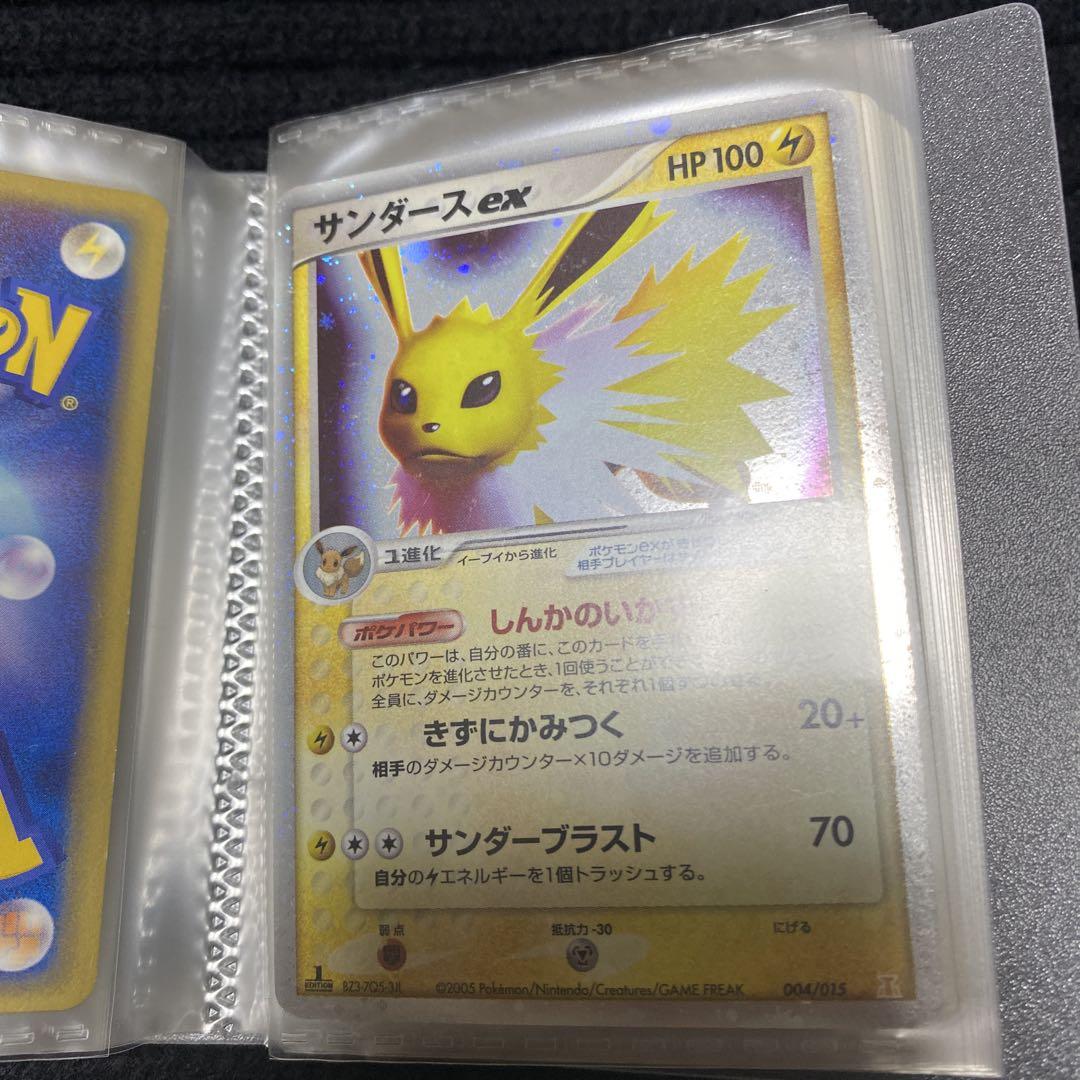 ON
®
サンダースex
HP 100
1進化
イーブイから進化
ポケモンexが
相手プレイヤーは
ポケパワー
しんかのいか
このパワーは、自分の番に、このカードを手
ポケモンを進化させたとき、1回使うことが
全員に、ダメージカウンターを、それぞれ1個ず
きずにかみつく
20+
相手のダメージカウンター×10ダメージを追加する。
サンダーブラスト
70
自分のエネルギーを1個トラッシュする。
弱点
抵抗力 -30
にげる
1 EDITION
BZ3-7Q5-3JL
©2005 Pokémon/Nintendo/Creatures/GAME FREAK
004/015